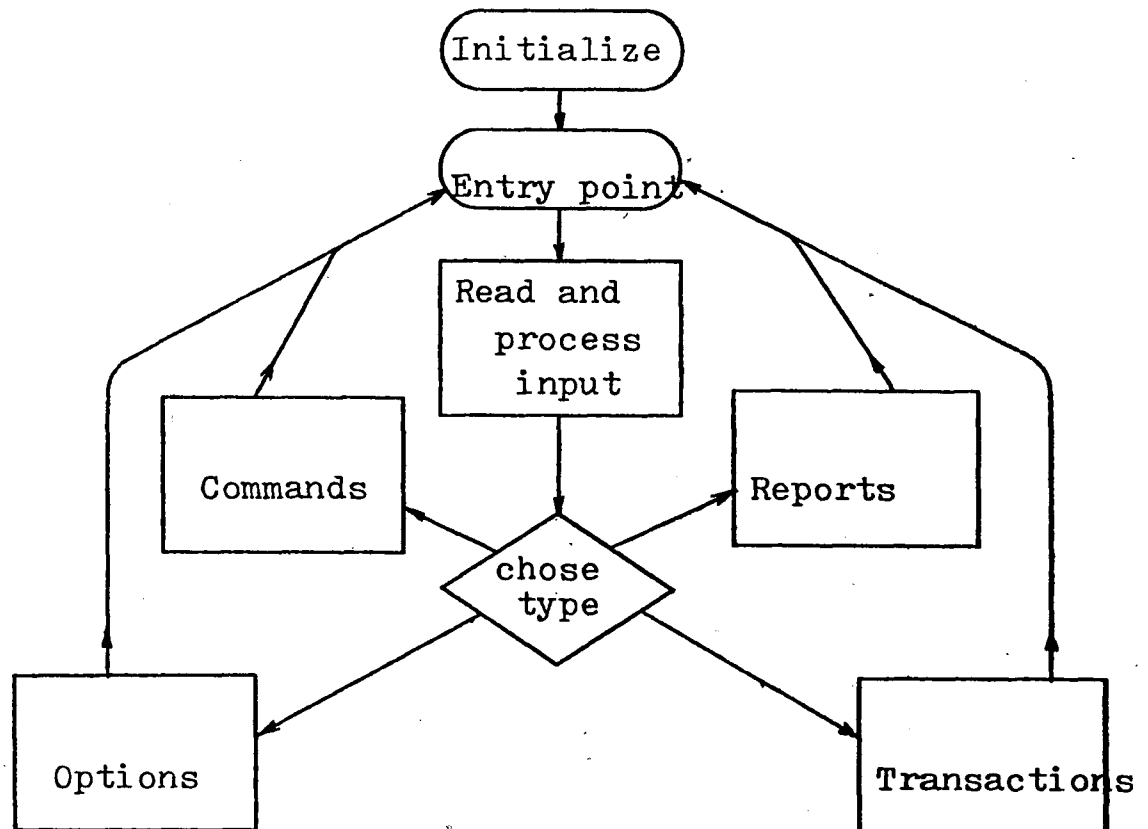 Initialize
Entry point
Read and
process
input
Commands
Reports
chose
type
Options
Transactions